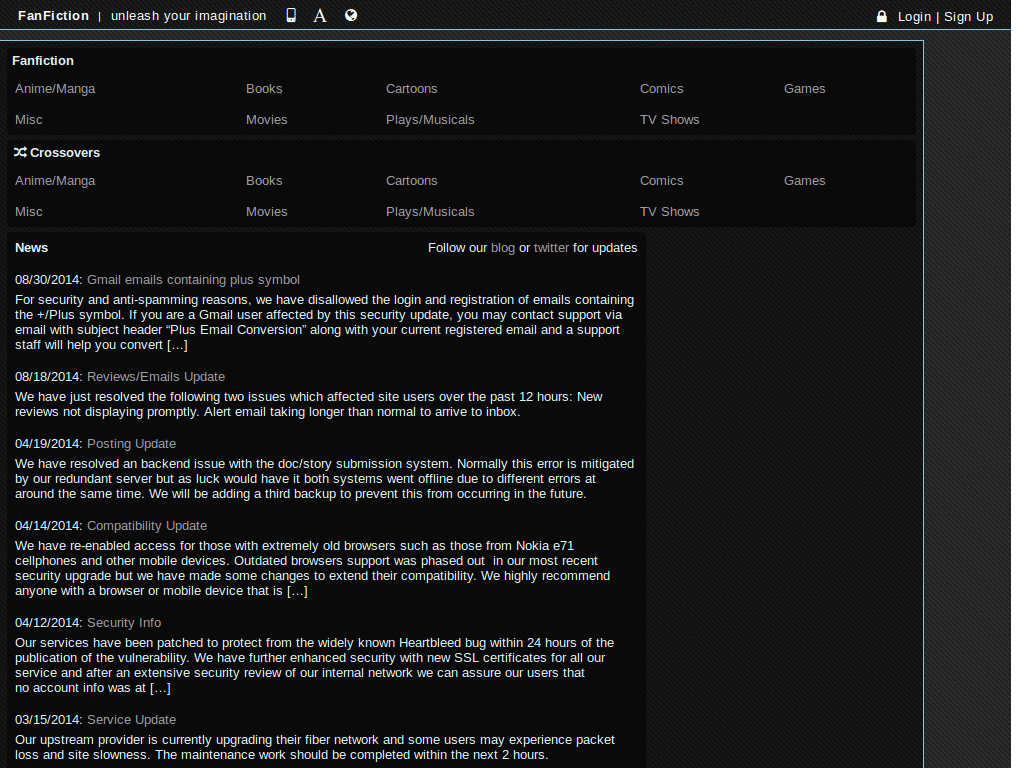 FanFiction | unleash your imagination A Login | Sign Up
Fanfiction
Anime/Manga Books Cartoons Comics Games
Misc Movies Plays/Musicals TV Shows
Crossovers
Anime/Manga Books Cartoons Comics Games
Misc Movies Plays/Musicals TV Shows
News Follow our blog or twitter for updates
08/30/2014: Gmail emails containing plus symbol
For security and anti-spamming reasons, we have disallowed the login and registration of emails containing
the +/Plus symbol. If you are a Gmail user affected by this security update, you may contact support via
email with subject header “Plus Email Conversion” along with your current registered email and a support
staff will help you convert […]
08/18/2014: Reviews/Emails Update
We have just resolved the following two issues which affected site users over the past 12 hours: New
reviews not displaying promptly. Alert email taking longer than normal to arrive to inbox.
04/19/2014: Posting Update
We have resolved an backend issue with the doc/story submission system. Normally this error is mitigated
by our redundant server but as luck would have it both systems went offline due to different errors at
around the same time. We will be adding a third backup to prevent this from occurring in the future.
04/14/2014: Compatibility Update
We have re-enabled access for those with extremely old browsers such as those from Nokia e71
cellphones and other mobile devices. Outdated browsers support was phased out  in our most recent
security upgrade but we have made some changes to extend their compatibility. We highly recommend
anyone with a browser or mobile device that is […]
04/12/2014: Security Info
Our services have been patched to protect from the widely known Heartbleed bug within 24 hours of the
publication of the vulnerability. We have further enhanced security with new SSL certificates for all our
service and after an extensive security review of our internal network we can assure our users that
no account info was at […]
03/15/2014: Service Update
Our upstream provider is currently upgrading their fiber network and some users may experience packet
loss and site slowness. The maintenance work should be completed within the next 2 hours.